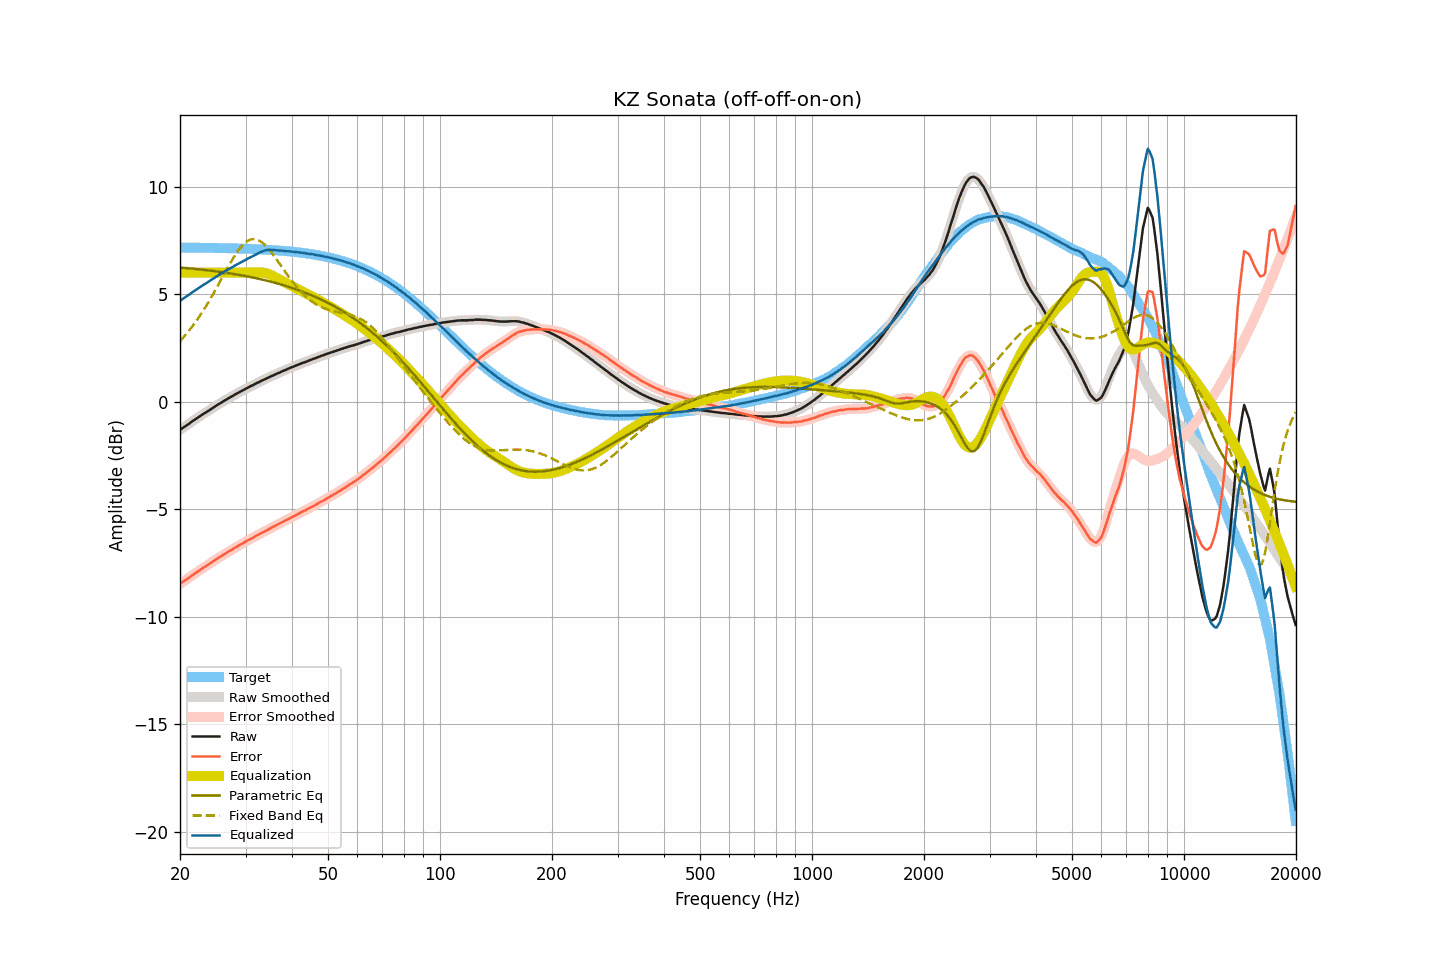 KZ Sonata (off-off-on-on)
Amplitude (dBr)
10
5
0
−5
−10
−15
−20
Target
Raw Smoothed
Error Smoothed
Raw
Error
Equalization
Parametric Eq
Fixed Band Eq
Equalized
20 50 100 200 500 1000 2000 5000 10000 20000
Frequency (Hz)